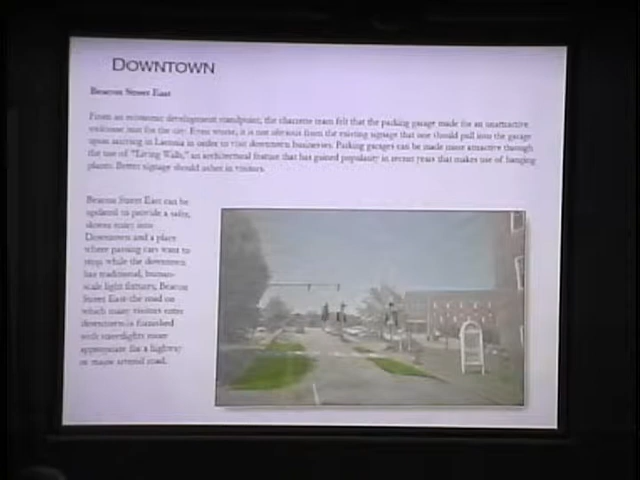 DOWNTOWN
Beacon Street East
From an economic development standpoint, the charrette team felt that the parking garage made for an unattractive
welcome mat for the city. Even worse, it is not obvious from the existing signage that one should pull into the garage
upon arriving in Laconia in order to visit downtown businesses. Parking garages can be made more attractive through
the use of "Living Walls," an architectural feature that has gained popularity in recent years that makes use of hanging
plants. Better signage should usher in visitors.
Beacon Street East can be
updated to provide a safer,
slower entry into
Downtown and a place
where passing cars want to
stop while the downtown
has traditional, human-
scale light fixtures, Beacon
Street East the road on
which many visitors enter
downtown is furnished
with streetlights more
appropriate for a highway
or major arterial road.